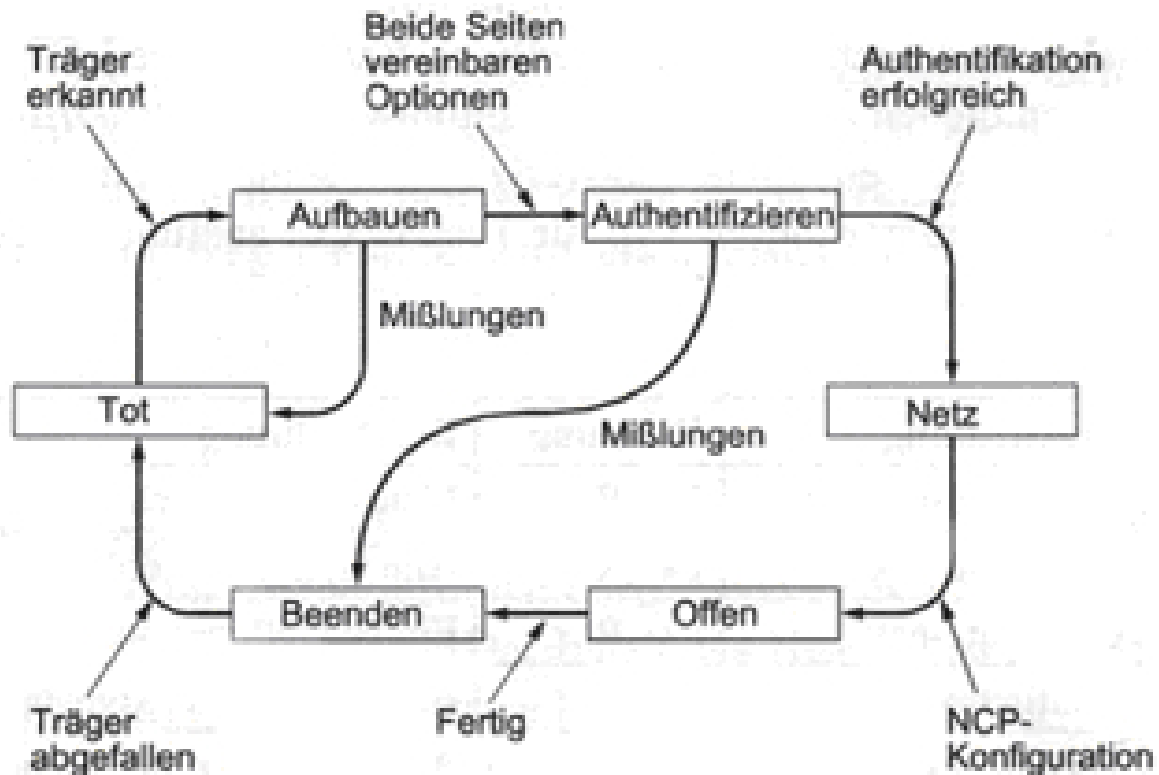 Träger
erkannt
Beide Seiten
vereinbaren
Optionen
Authentifikation
erfolgreich
Aufbauen
Authentifizieren
Mißlungen
Tot
Netz
Mißlungen
Beenden
Offen
Träger
abgefallen
Fertig
NCP-
Konfiguration